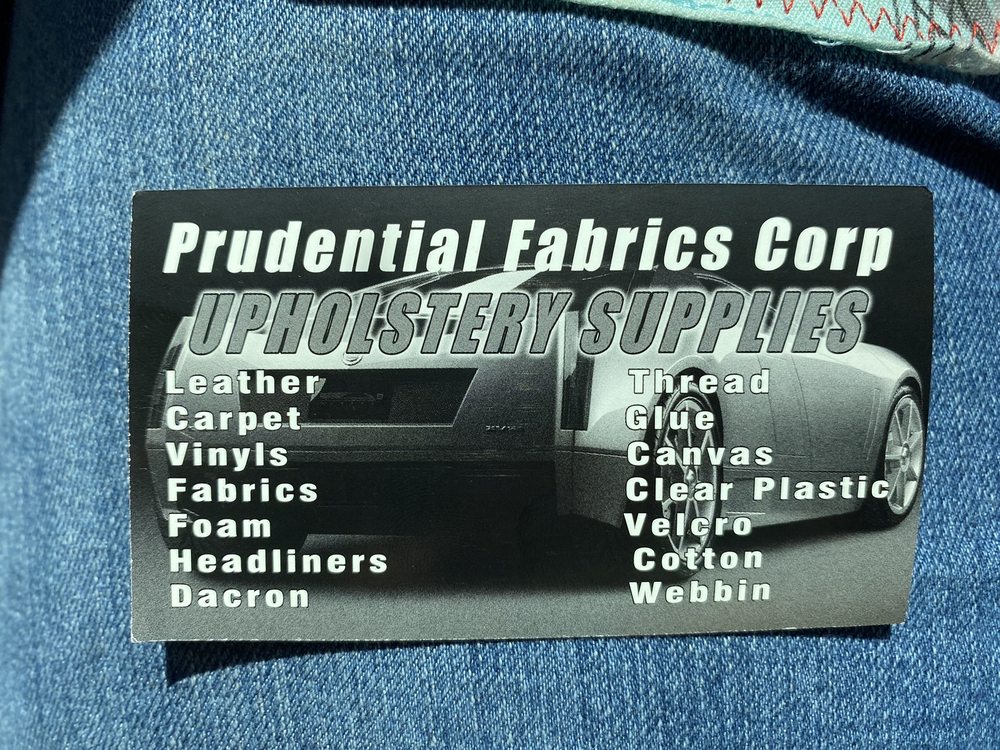 Prudential Fabrics Corp
UPHOLSTERY SUPPLIES
Leather
Carpet
Vinyls
Fabrics
Foam
Headliners
Dacron
Thread
Glue
Canvas
Clear Plastic
Velcro
Cotton
Webbin